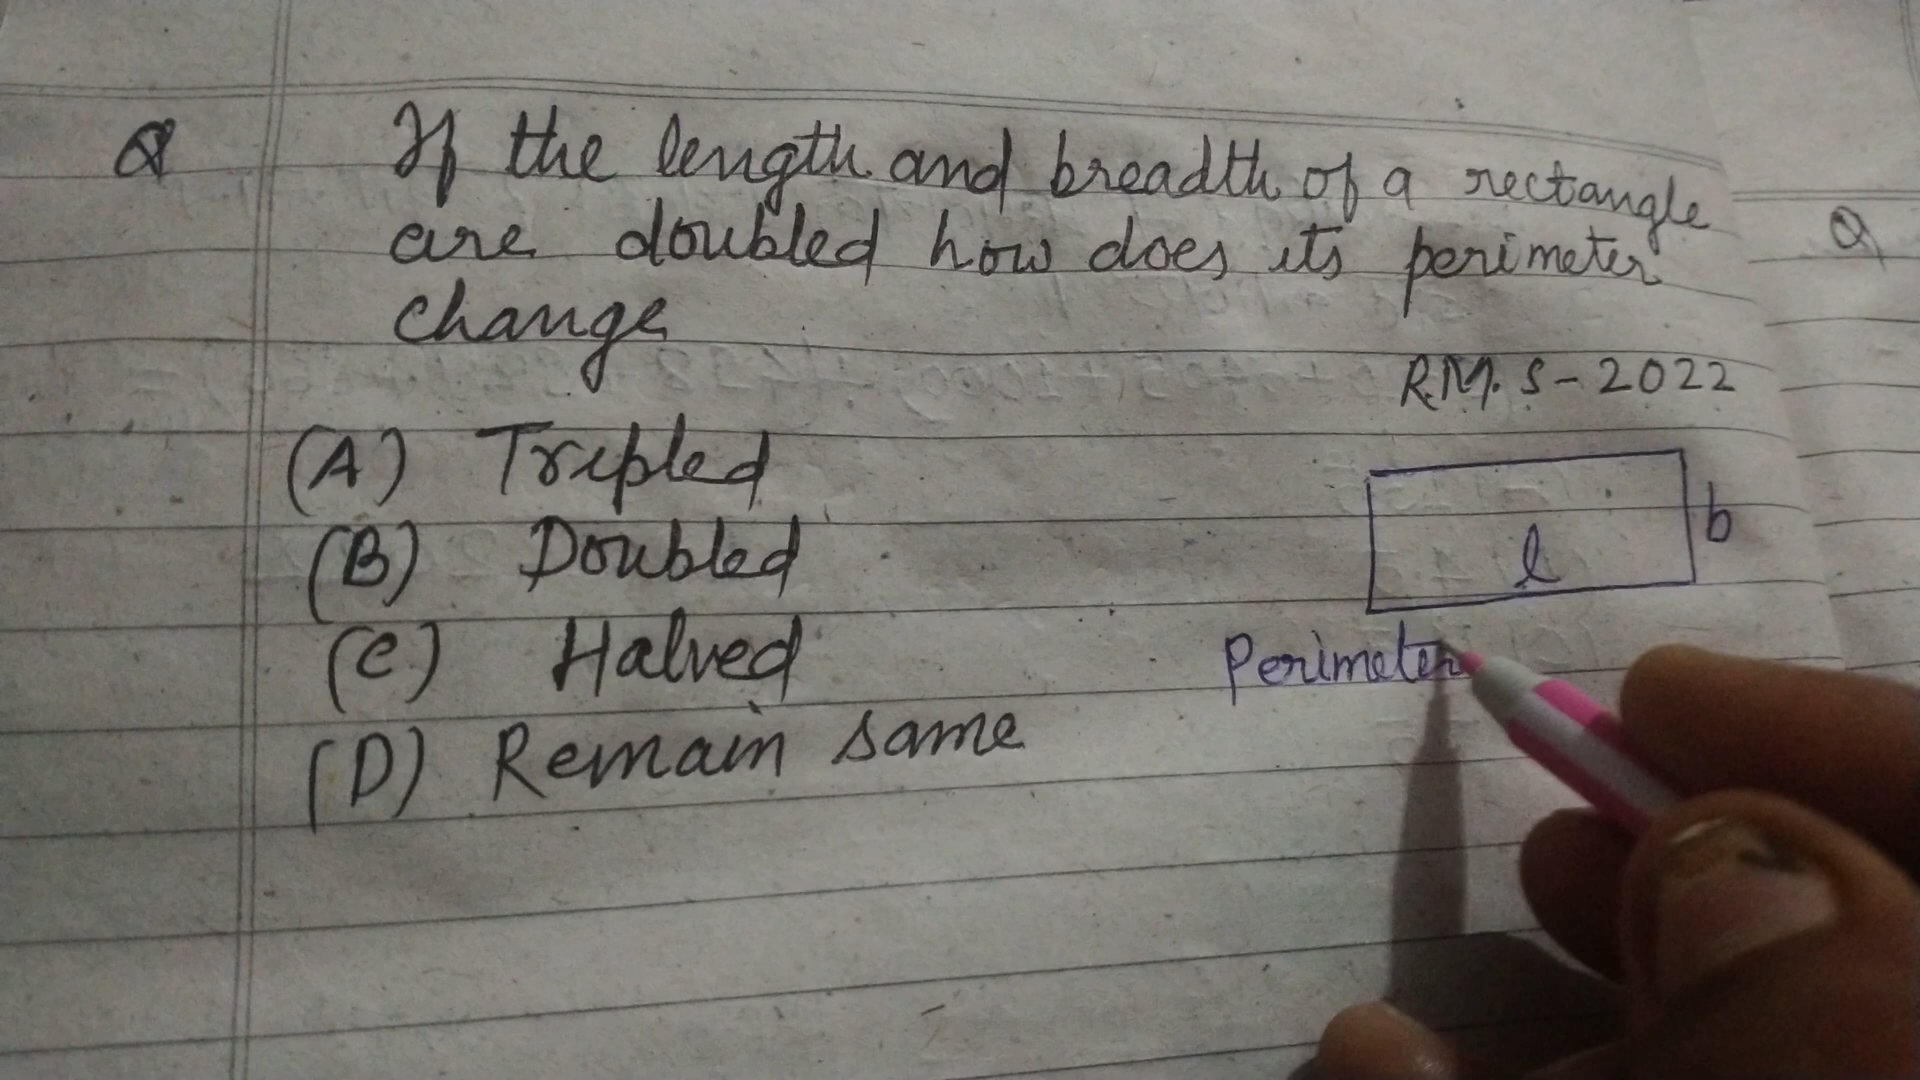 Q If the length and breadth of a rectangle
are doubled how does its perimeter
change
R.M.S-2022
(A) Tripled
(B) Doubled
(C) Halved
(D) Remain same
b
l
Perimeter
Q